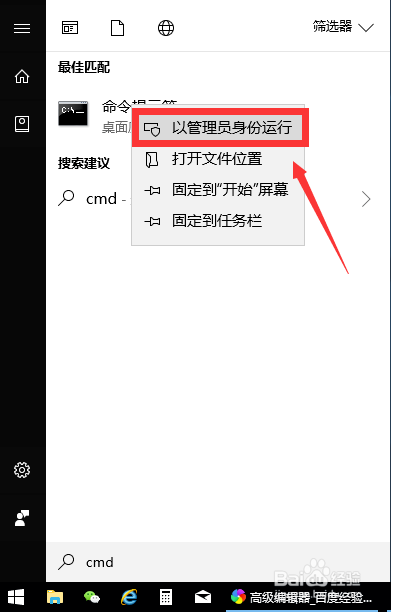 筛选器
最佳匹配
命令提示符
桌面
以管理员身份运行
打开文件位置
固定到"开始"屏幕
固定到任务栏
搜索建议
cmd -
cmd
Baidu经验
高级编辑器_百度经验...